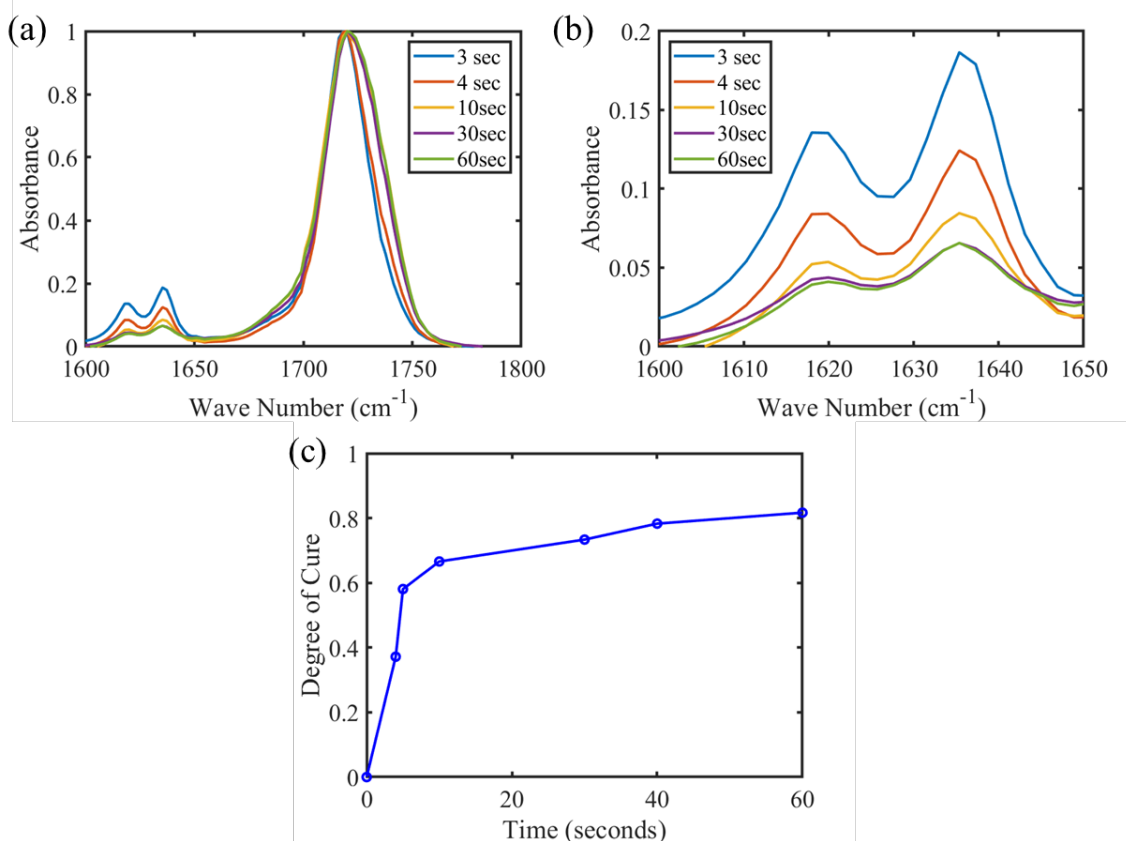 (a)
1
0.8
0.6
0.4
0.2
0
Absorbance
1600
1650
1700
1750
1800
Wave Number (cm⁻¹)
3 sec
4 sec
10sec
30sec
60sec
(b)
0.2
0.15
0.1
0.05
0
Absorbance
1600
1610
1620
1630
1640
1650
Wave Number (cm⁻¹)
3 sec
4 sec
10sec
30sec
60sec
(c)
1
0.8
0.6
0.4
0.2
0
Degree of Cure
0
20
40
60
Time (seconds)